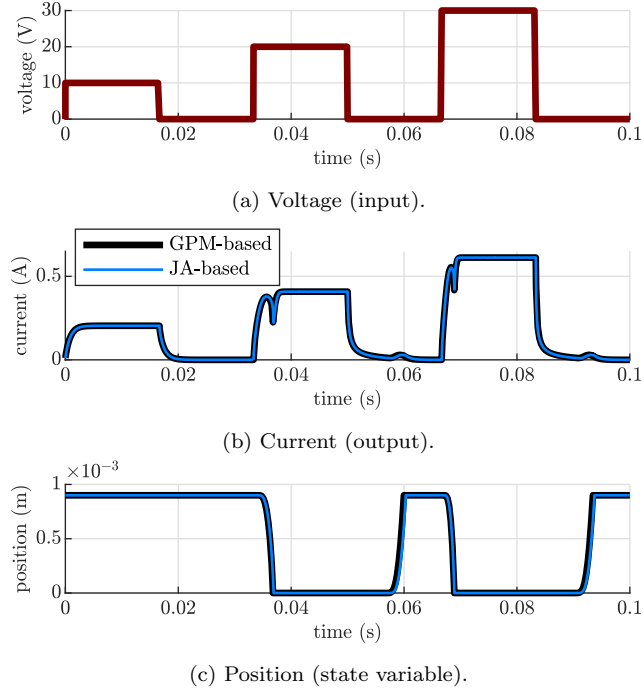 30
20
10
0
voltage (V)
0
0.02
0.04
0.06
0.08
0.1
time (s)
(a) Voltage (input).
GPM-based
JA-based
0.5
0
current (A)
0
0.02
0.04
0.06
0.08
0.1
time (s)
(b) Current (output).
×10⁻³
1
0.5
0
position (m)
0
0.02
0.04
0.06
0.08
0.1
time (s)
(c) Position (state variable).